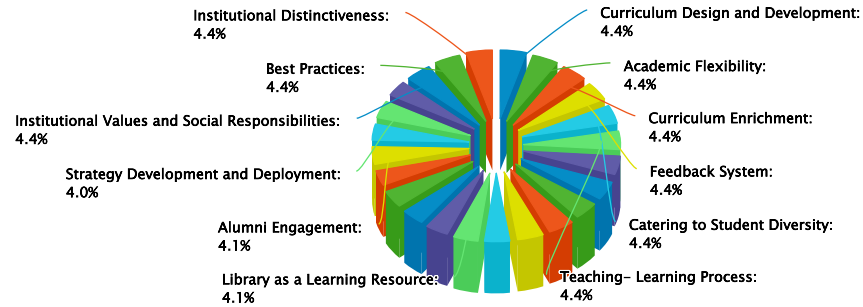 Institutional Distinctiveness:
4.4%
Curriculum Design and Development:
4.4%
Best Practices:
4.4%
Academic Flexibility:
4.4%
Institutional Values and Social Responsibilities:
4.4%
Curriculum Enrichment:
4.4%
Strategy Development and Deployment:
4.0%
Feedback System:
4.4%
Alumni Engagement:
4.1%
Catering to Student Diversity:
4.4%
Library as a Learning Resource:
4.1%
Teaching- Learning Process:
4.4%